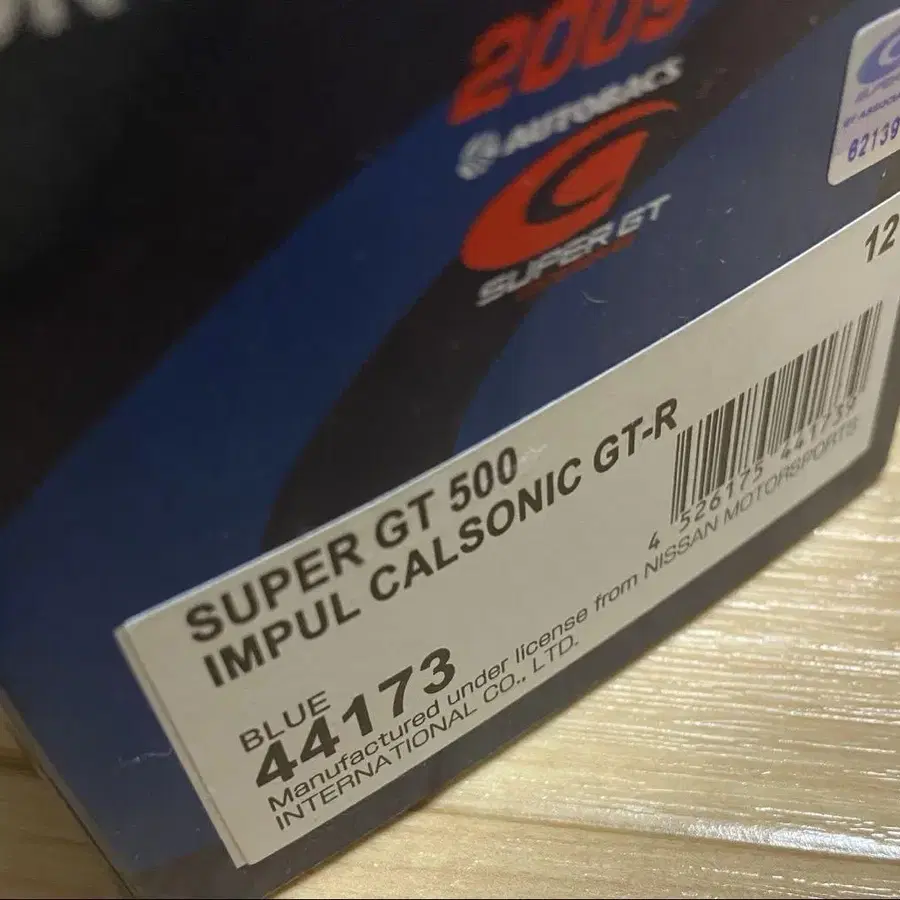 2009
AUTOBACS
SUPER GT
62139
12
SUPER GT 500
IMPUL CALSONIC GT-R
BLUE
44173
4 526175 441739
Manufactured under license from NISSAN MOTORSPORTS
INTERNATIONAL CO., LTD.